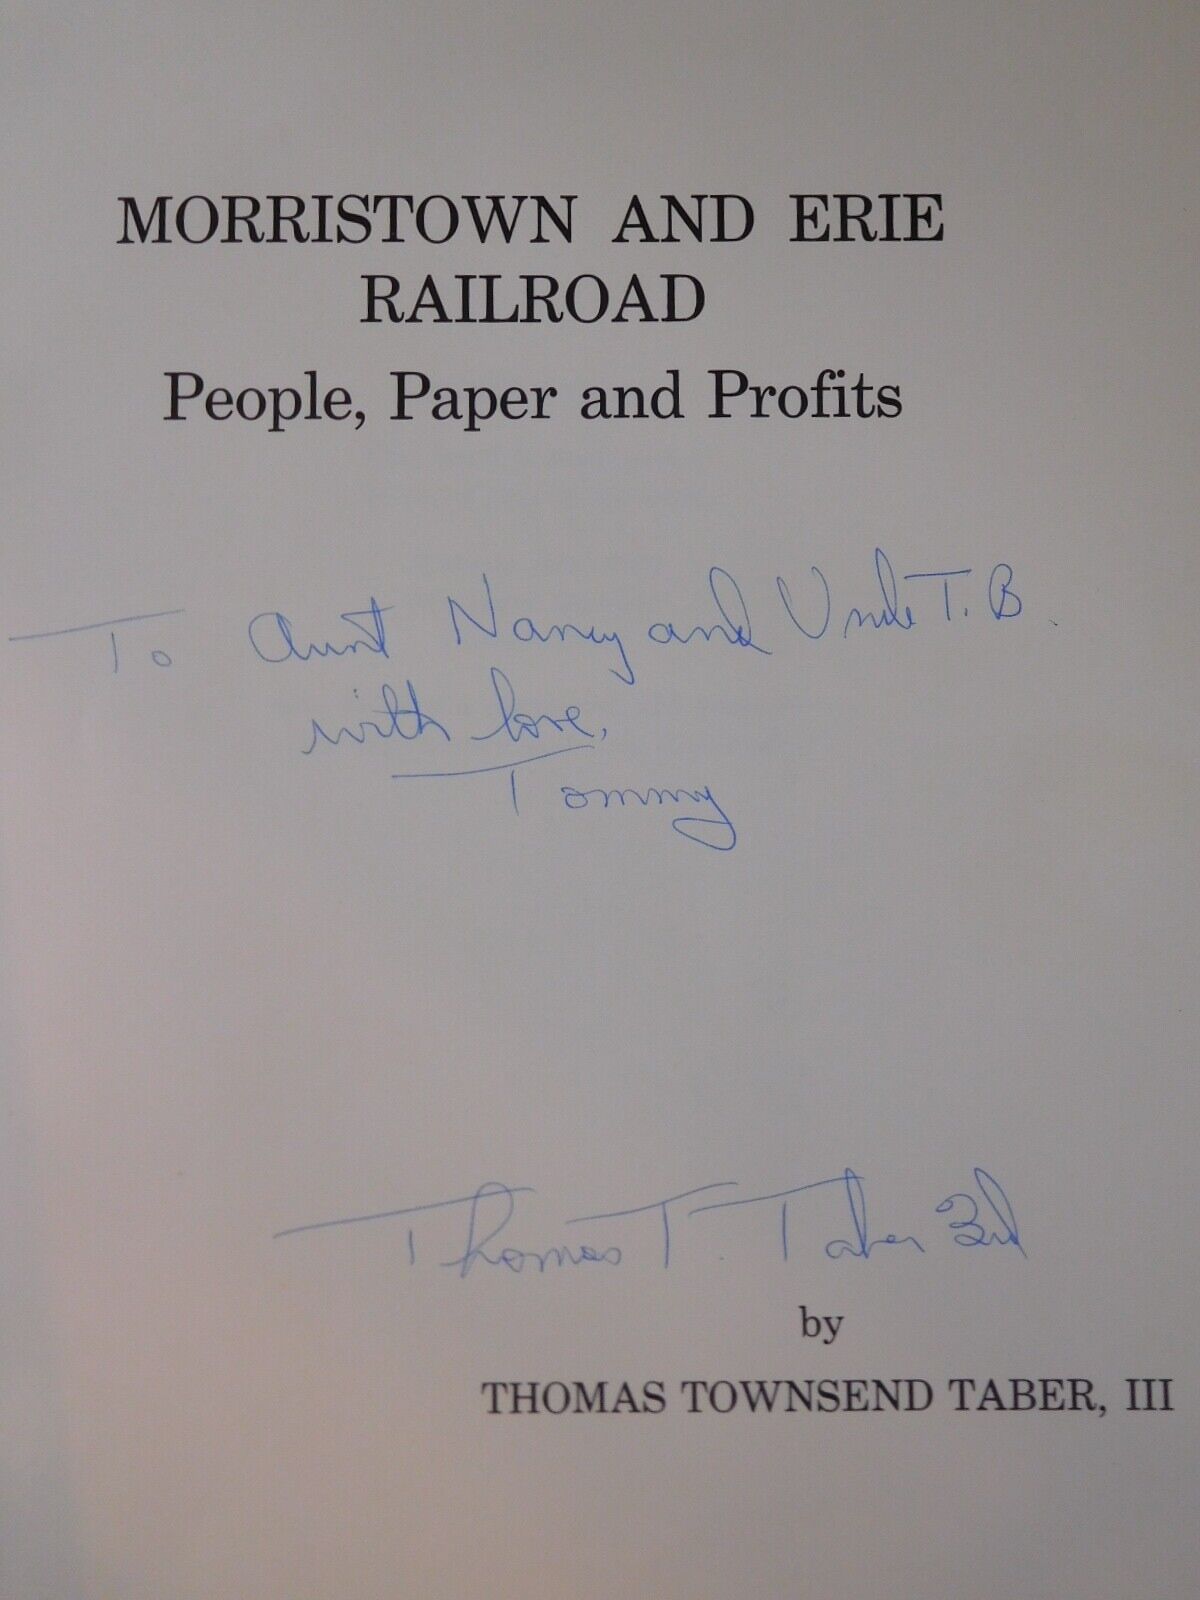 MORRISTOWN AND ERIE
RAILROAD
People, Paper and Profits
To Aunt Nancy and Uncle T. B.
with love,
Tommy
Thomas T. Taber 3rd
by
THOMAS TOWNSEND TABER, III